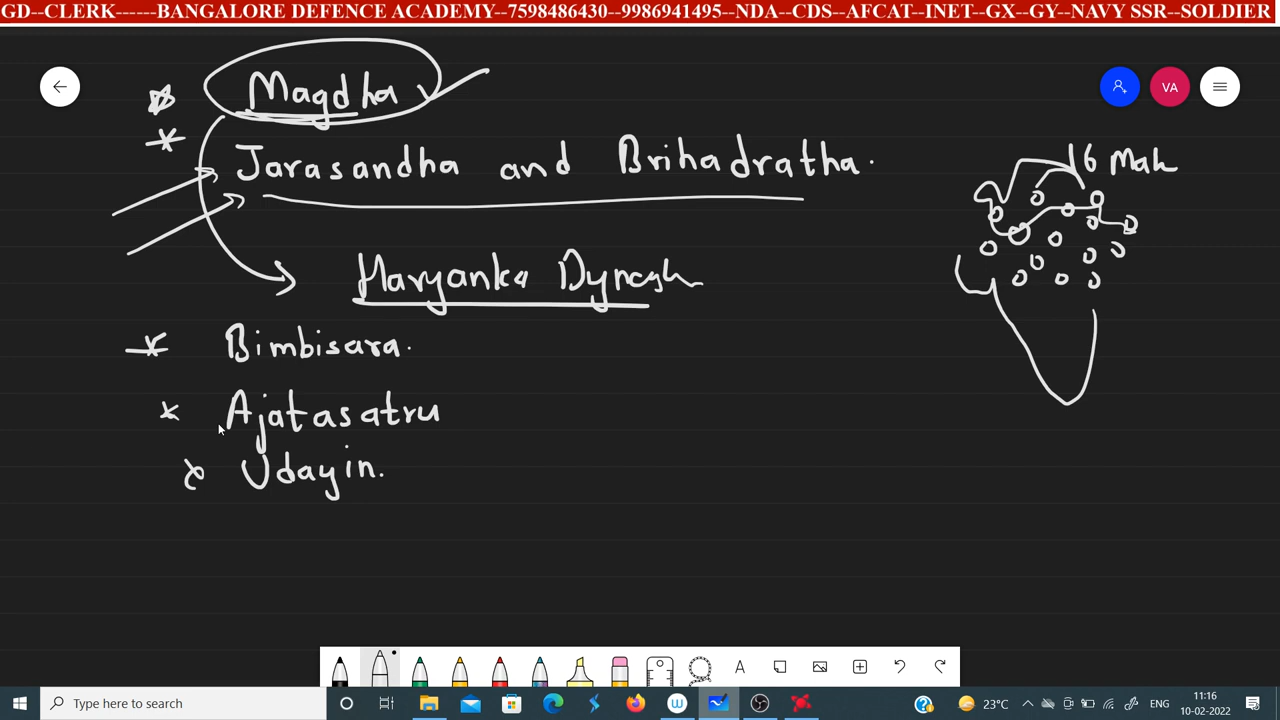 GD--CLERK------BANGALORE DEFENCE ACADEMY--7598486430--9986941495--NDA--CDS--AFCAT--INET--GX--GY--NAVY SSR--SOLDIER
Magdha
VA
Jarasandha and Brihadratha.
16 Mah
Haryanka Dynasty
Bimbisara.
Ajatasatru
Udayin.
A
Type here to search
23°C
ENG
11:16
10-02-2022